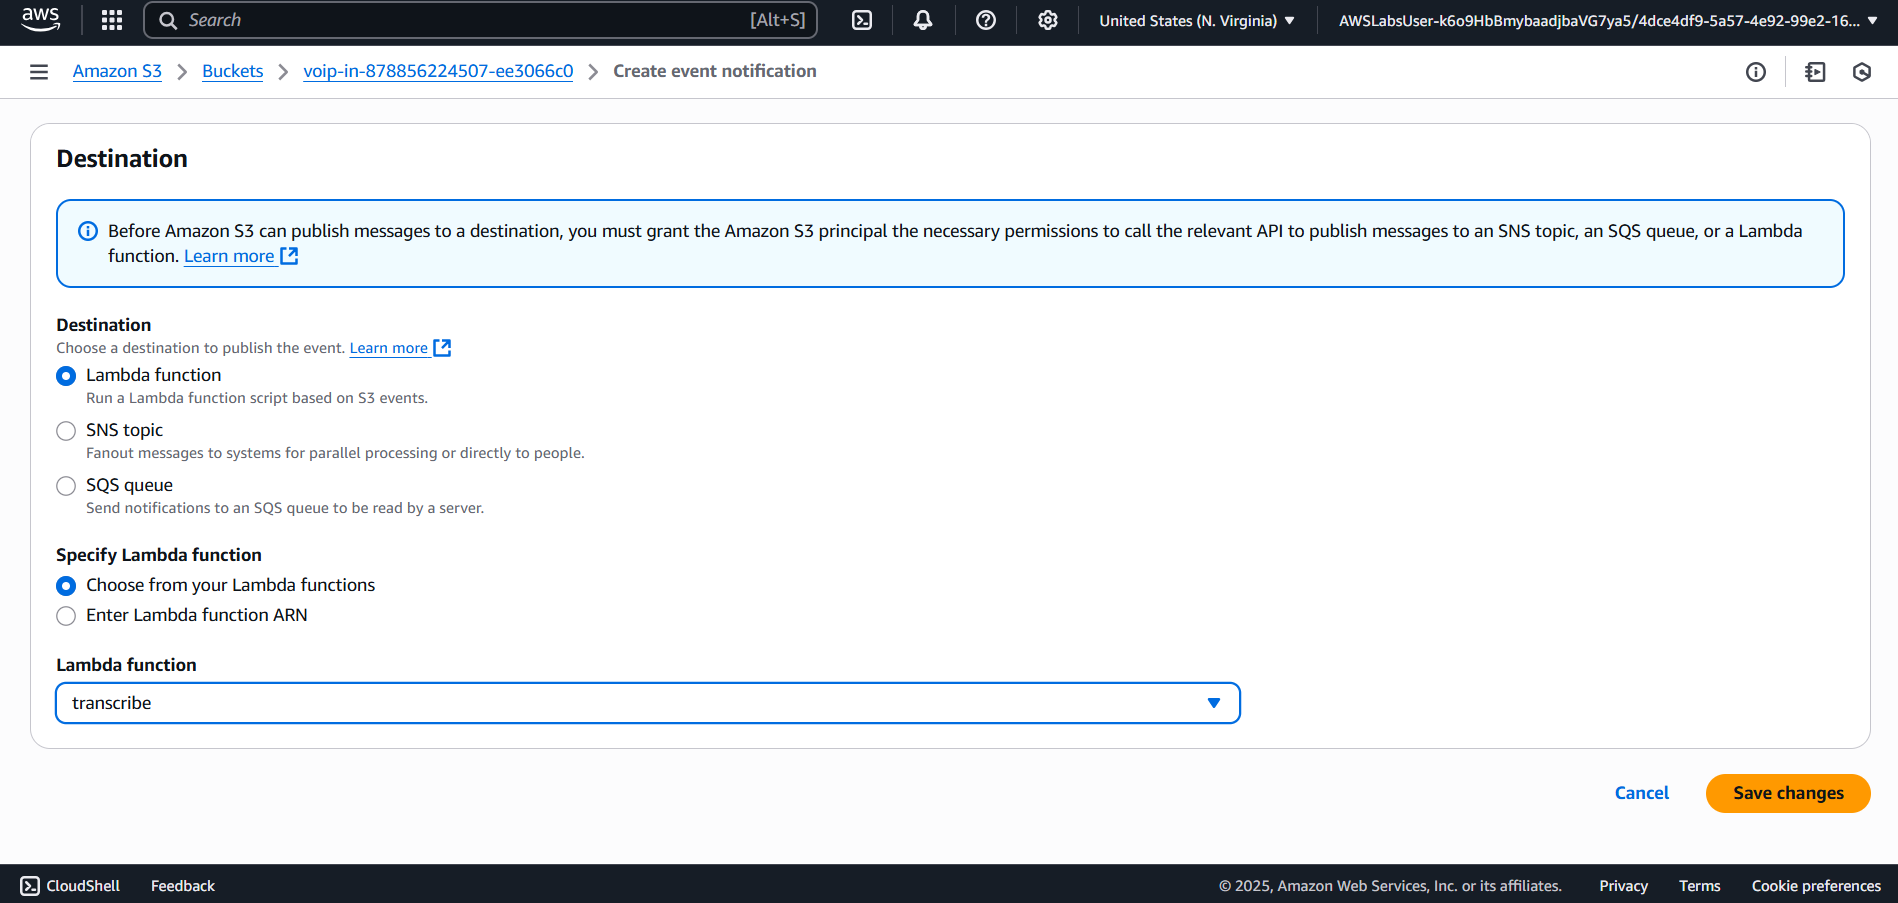 aws
Search [Alt+S] United States (N. Virginia) AWSLabsUser-k6o9HbBmybaadjbaVG7ya5/4dce4df9-5a57-4e92-99e2-16...
Amazon S3 Buckets voip-in-878856224507-ee3066c0 Create event notification
Destination
Before Amazon S3 can publish messages to a destination, you must grant the Amazon S3 principal the necessary permissions to call the relevant API to publish messages to an SNS topic, an SQS queue, or a Lambda
function. Learn more
Destination
Choose a destination to publish the event. Learn more
Lambda function
Run a Lambda function script based on S3 events.
SNS topic
Fanout messages to systems for parallel processing or directly to people.
SQS queue
Send notifications to an SQS queue to be read by a server.
Specify Lambda function
Choose from your Lambda functions
Enter Lambda function ARN
Lambda function
transcribe
Cancel Save changes
CloudShell Feedback © 2025, Amazon Web Services, Inc. or its affiliates. Privacy Terms Cookie preferences